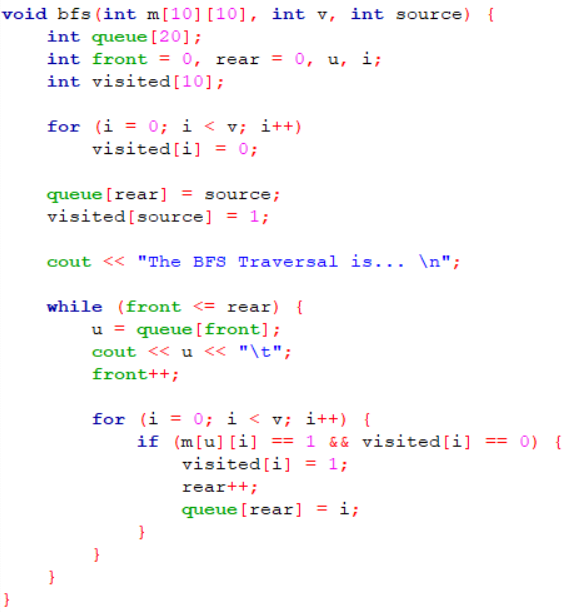 void bfs(int m[10][10], int v, int source) {
    int queue[20];
    int front = 0, rear = 0, u, i;
    int visited[10];

    for (i = 0; i < v; i++)
        visited[i] = 0;

    queue[rear] = source;
    visited[source] = 1;

    cout << "The BFS Traversal is... \n";

    while (front <= rear) {
        u = queue[front];
        cout << u << "\t";
        front++;

        for (i = 0; i < v; i++) {
            if (m[u][i] == 1 && visited[i] == 0) {
                visited[i] = 1;
                rear++;
                queue[rear] = i;
            }
        }
    }
}